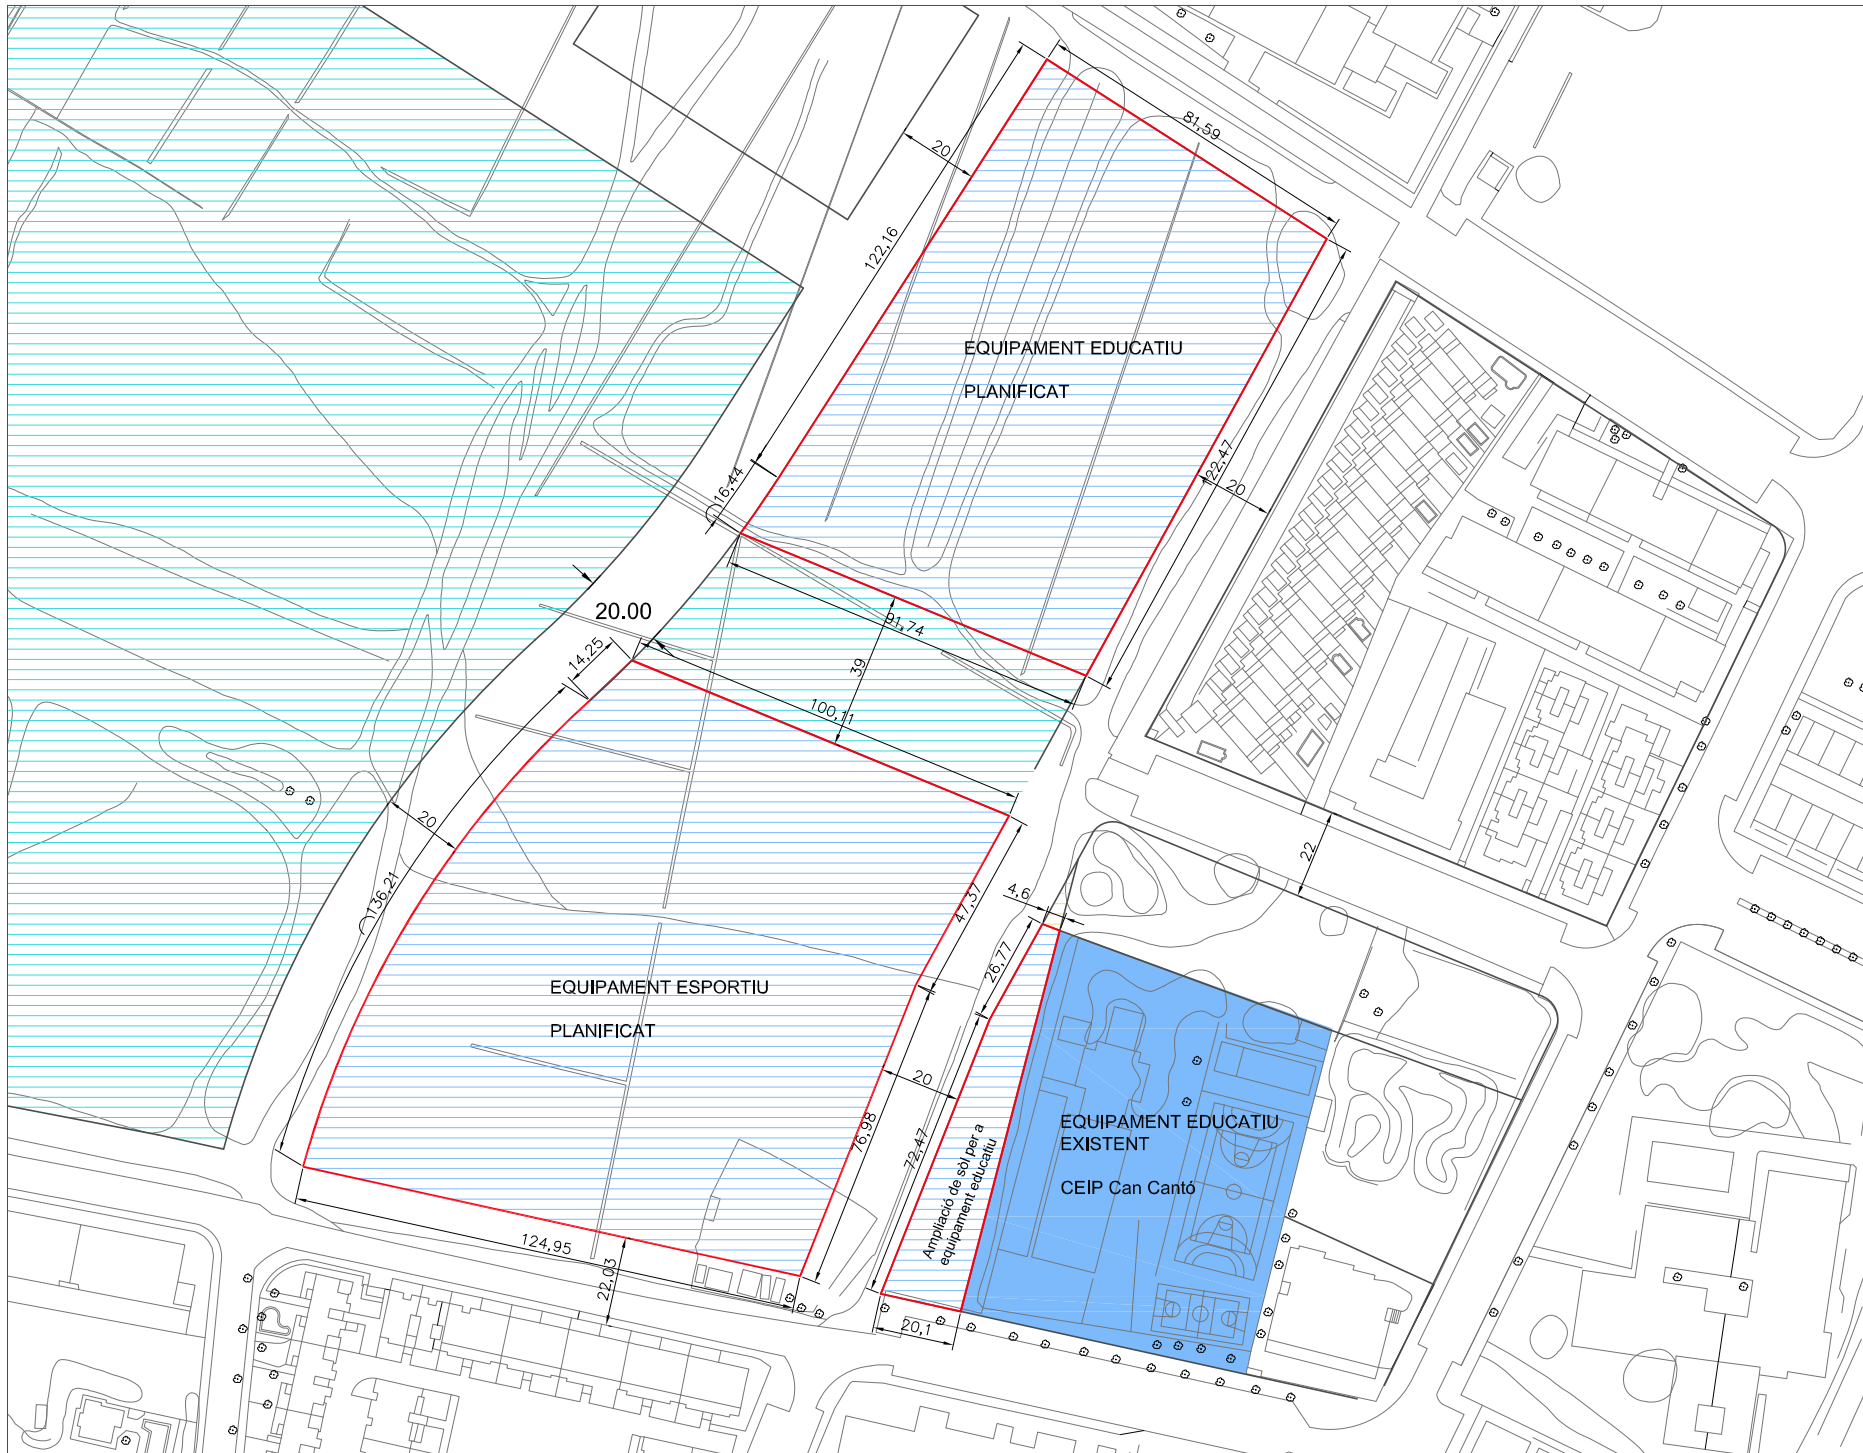 81,59
20
122,16
EQUIPAMENT EDUCATIU
PLANIFICAT
122,47
20
16,44
20.00
14,25
91,74
39
100,11
20
136,21
22
4,6
47,37
26,77
EQUIPAMENT ESPORTIU
PLANIFICAT
20
76,98
72,47
Ampliació de sòl per a
equipament educatiu
EQUIPAMENT EDUCATIU
EXISTENT
CEIP Can Cantó
124,95
22,03
20,1